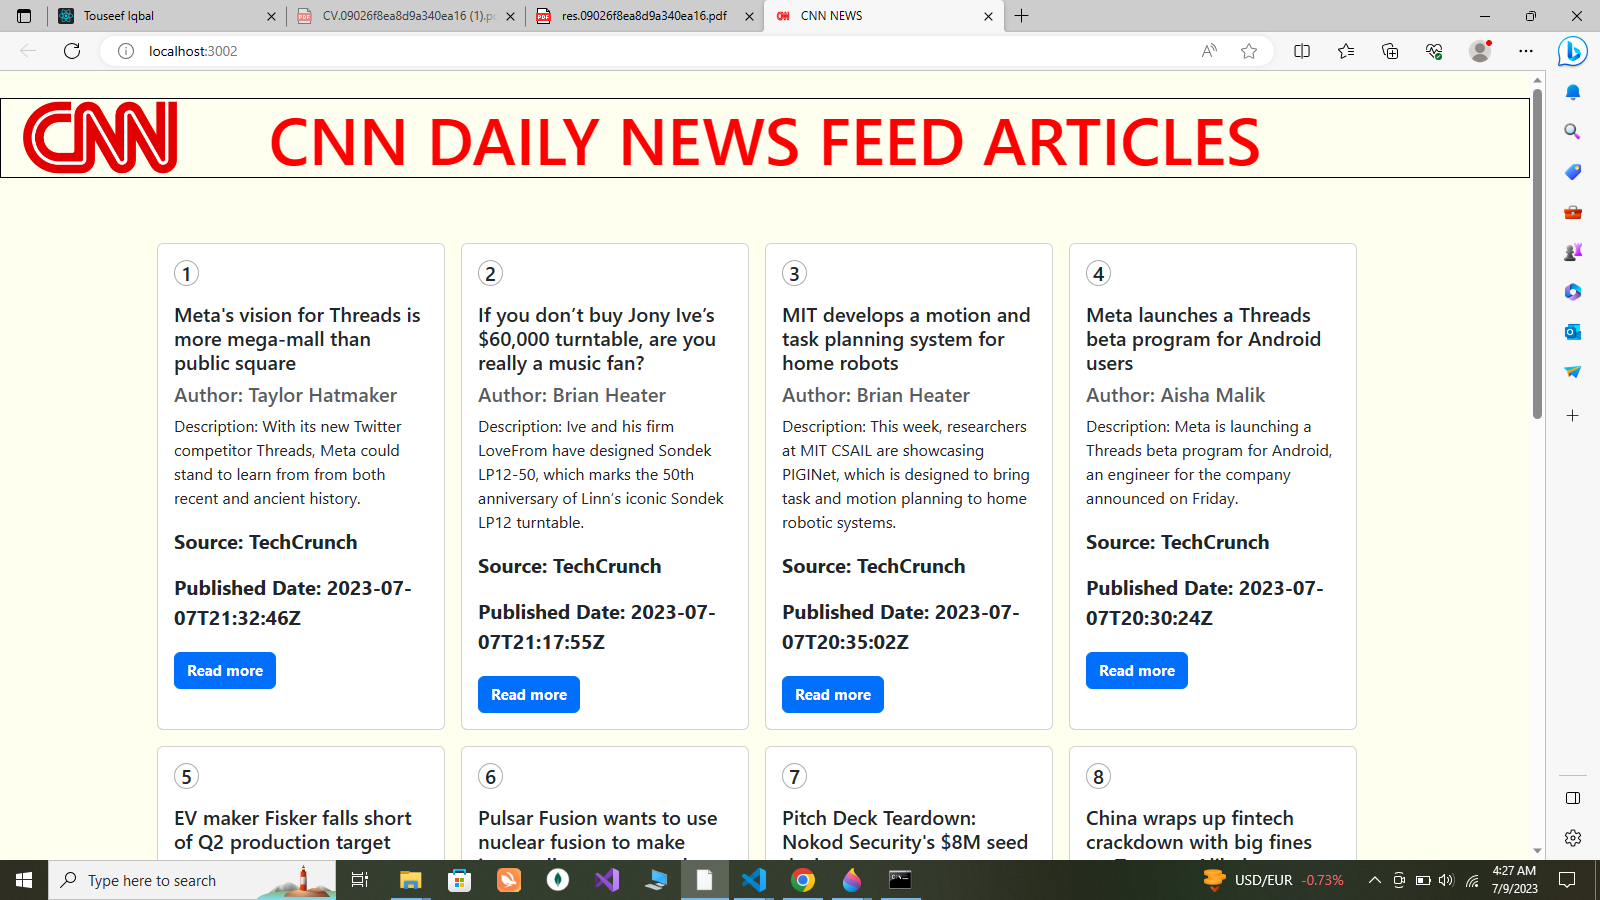 Touseef Iqbal
CV.09026f8ea8d9a340ea16 (1).p
res.09026f8ea8d9a340ea16.pdf
CNN NEWS
localhost:3002
CNN
CNN DAILY NEWS FEED ARTICLES
1
Meta's vision for Threads is
more mega-mall than
public square
Author: Taylor Hatmaker
Description: With its new Twitter
competitor Threads, Meta could
stand to learn from from both
recent and ancient history.
Source: TechCrunch
Published Date: 2023-07-
07T21:32:46Z
Read more
2
If you don’t buy Jony Ive’s
$60,000 turntable, are you
really a music fan?
Author: Brian Heater
Description: Ive and his firm
LoveFrom have designed Sondek
LP12-50, which marks the 50th
anniversary of Linn’s iconic Sondek
LP12 turntable.
Source: TechCrunch
Published Date: 2023-07-
07T21:17:55Z
Read more
3
MIT develops a motion and
task planning system for
home robots
Author: Brian Heater
Description: This week, researchers
at MIT CSAIL are showcasing
PIGINet, which is designed to bring
task and motion planning to home
robotic systems.
Source: TechCrunch
Published Date: 2023-07-
07T20:35:02Z
Read more
4
Meta launches a Threads
beta program for Android
users
Author: Aisha Malik
Description: Meta is launching a
Threads beta program for Android,
an engineer for the company
announced on Friday.
Source: TechCrunch
Published Date: 2023-07-
07T20:30:24Z
Read more
5
EV maker Fisker falls short
of Q2 production target
6
Pulsar Fusion wants to use
nuclear fusion to make
7
Pitch Deck Teardown:
Nokod Security's $8M seed
8
China wraps up fintech
crackdown with big fines
Type here to search
USD/EUR -0.73%
4:27 AM
7/9/2023